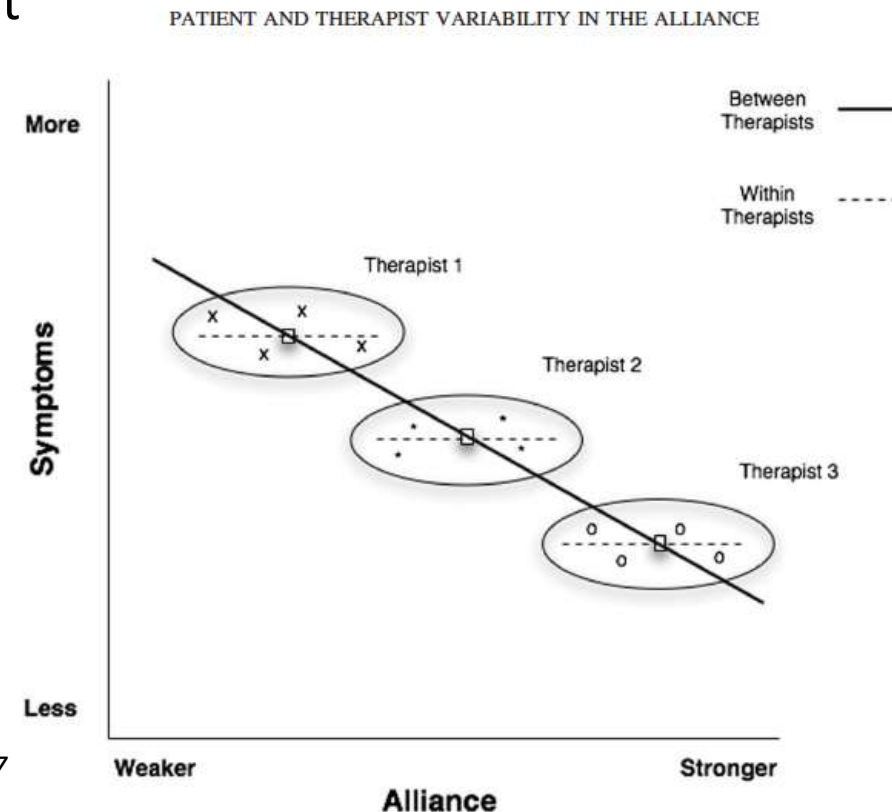 t
PATIENT AND THERAPIST VARIABILITY IN THE ALLIANCE
Between
Therapists
More
Within
Therapists
Therapist 1
Therapist 2
Therapist 3
Symptoms
Less
Weaker
Stronger
Alliance